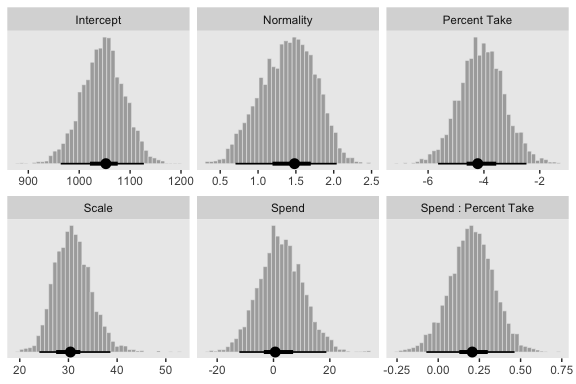 Intercept
Normality
Percent Take
900 1000 1100 1200
0.5 1.0 1.5 2.0 2.5
-6 -4 -2
Scale
Spend
Spend : Percent Take
20 30 40 50
-20 0 20
-0.25 0.00 0.25 0.50 0.75